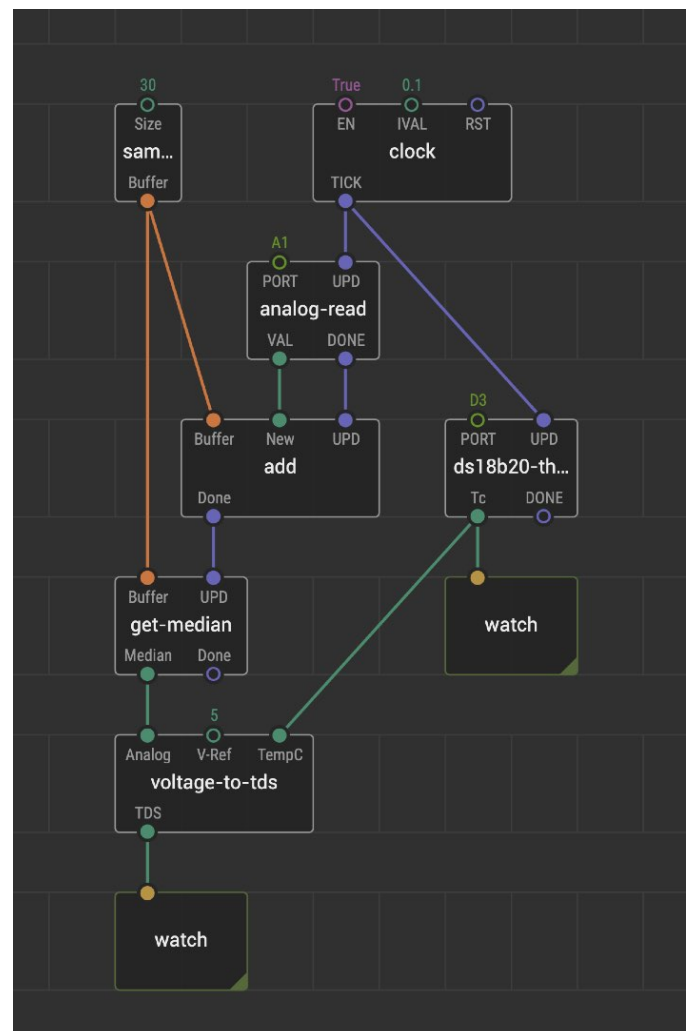 30
True 0.1
Size
EN IVAL RST
sam...
clock
Buffer
TICK
A1
PORT UPD
analog-read
VAL DONE
D3
Buffer New UPD
PORT UPD
add
ds18b20-th...
Done
Tc DONE
Buffer UPD
get-median
watch
Median Done
5
Analog V-Ref TempC
voltage-to-tds
TDS
watch